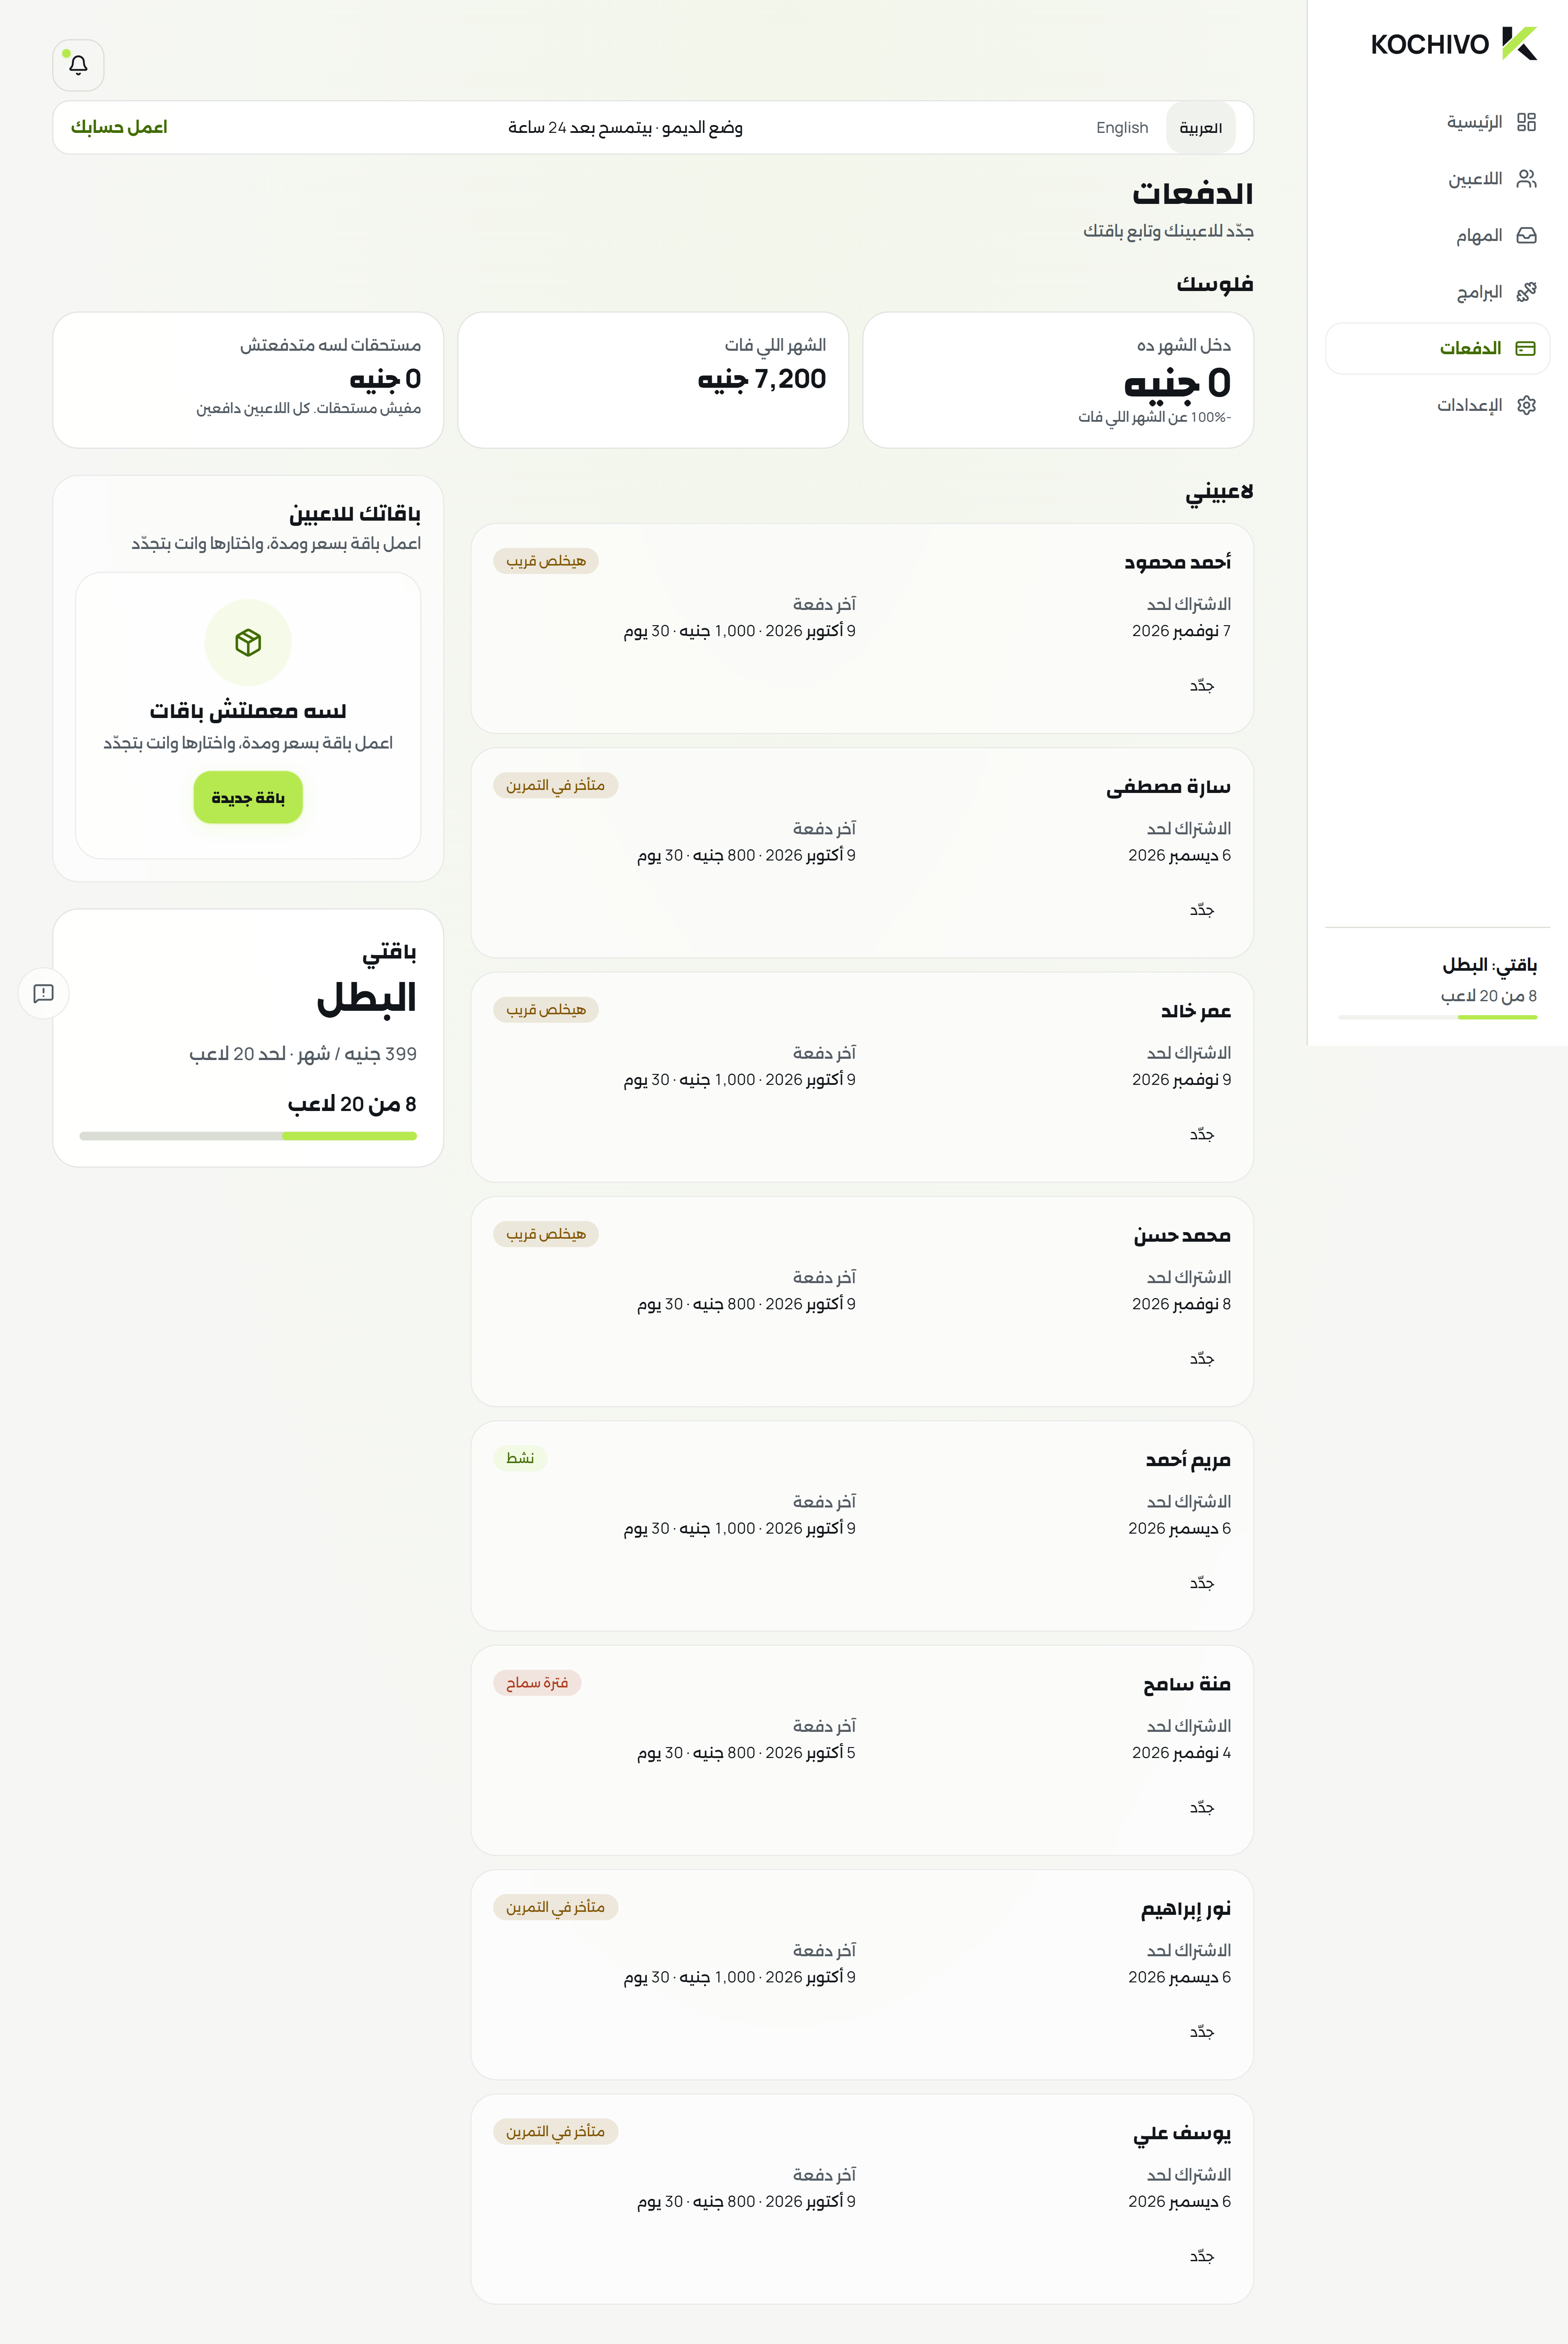 KOCHIVO
الرئيسية
اللاعبين
المهام
البرامج
الدفعات
الإعدادات
باقتي: البطل
8 من 20 لاعب
العربية
English
وضع الديمو · بيتمسح بعد 24 ساعة
اعمل حسابك
الدفعات
جدّد للاعبينك وتابع باقتك
فلوسك
دخل الشهر ده
0 جنيه
-100% عن الشهر اللي فات
الشهر اللي فات
7,200 جنيه
مستحقات لسه متدفعتش
0 جنيه
مفيش مستحقات. كل اللاعبين دافعين
لاعبيني
أحمد محمود
هيخلص قريب
الاشتراك لحد
7 نوفمبر 2026
آخر دفعة
9 أكتوبر 2026 · 1,000 جنيه · 30 يوم
جدّد
سارة مصطفى
متأخر في التمرين
الاشتراك لحد
6 ديسمبر 2026
آخر دفعة
9 أكتوبر 2026 · 800 جنيه · 30 يوم
جدّد
عمر خالد
هيخلص قريب
الاشتراك لحد
9 نوفمبر 2026
آخر دفعة
9 أكتوبر 2026 · 1,000 جنيه · 30 يوم
جدّد
محمد حسن
هيخلص قريب
الاشتراك لحد
8 نوفمبر 2026
آخر دفعة
9 أكتوبر 2026 · 800 جنيه · 30 يوم
جدّد
مريم أحمد
نشط
الاشتراك لحد
6 ديسمبر 2026
آخر دفعة
9 أكتوبر 2026 · 1,000 جنيه · 30 يوم
جدّد
منة سامح
فترة سماح
الاشتراك لحد
4 نوفمبر 2026
آخر دفعة
5 أكتوبر 2026 · 800 جنيه · 30 يوم
جدّد
نور إبراهيم
متأخر في التمرين
الاشتراك لحد
6 ديسمبر 2026
آخر دفعة
9 أكتوبر 2026 · 1,000 جنيه · 30 يوم
جدّد
يوسف علي
متأخر في التمرين
الاشتراك لحد
6 ديسمبر 2026
آخر دفعة
9 أكتوبر 2026 · 800 جنيه · 30 يوم
جدّد
باقاتك للاعبين
اعمل باقة بسعر ومدة، واختارها وانت بتجدّد
لسه معملتش باقات
اعمل باقة بسعر ومدة، واختارها وانت بتجدّد
باقة جديدة
باقتي
البطل
399 جنيه / شهر · لحد 20 لاعب
8 من 20 لاعب